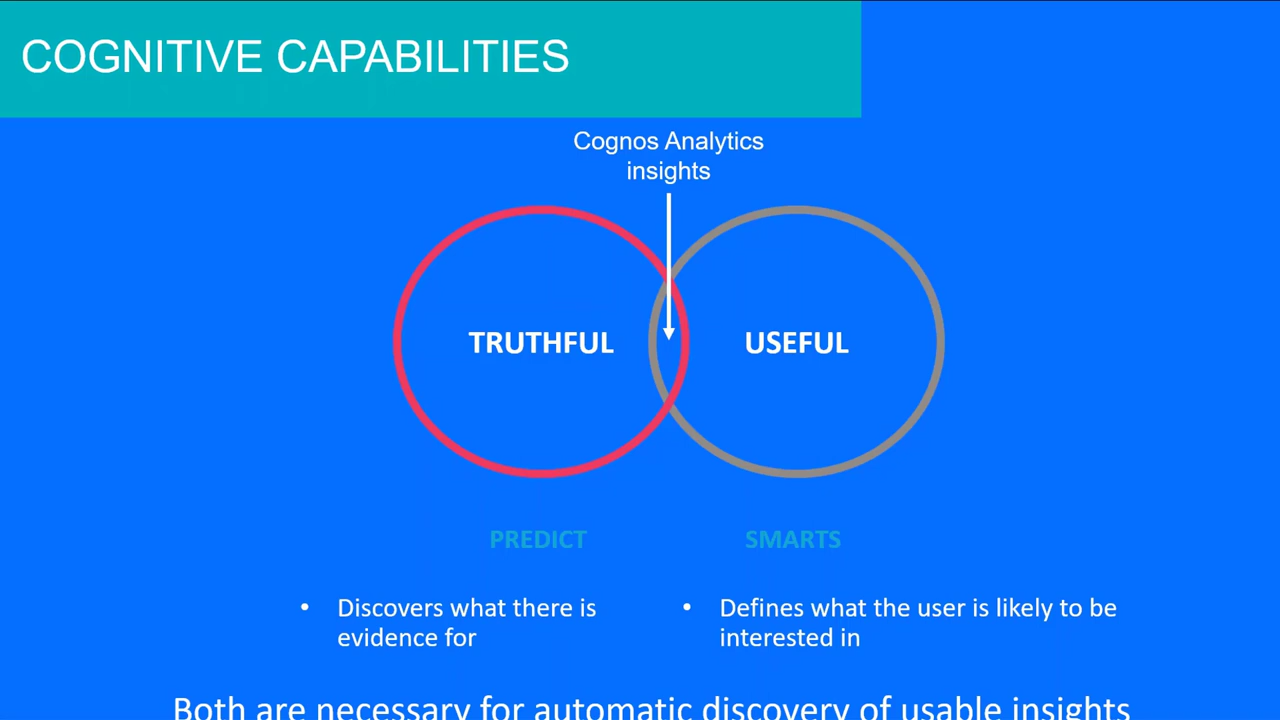 COGNITIVE CAPABILITIES
Cognos Analytics
insights
TRUTHFUL
USEFUL
PREDICT
SMARTS
• Discovers what there is
evidence for
• Defines what the user is likely to be
interested in
Both are necessary for automatic discovery of usable insights